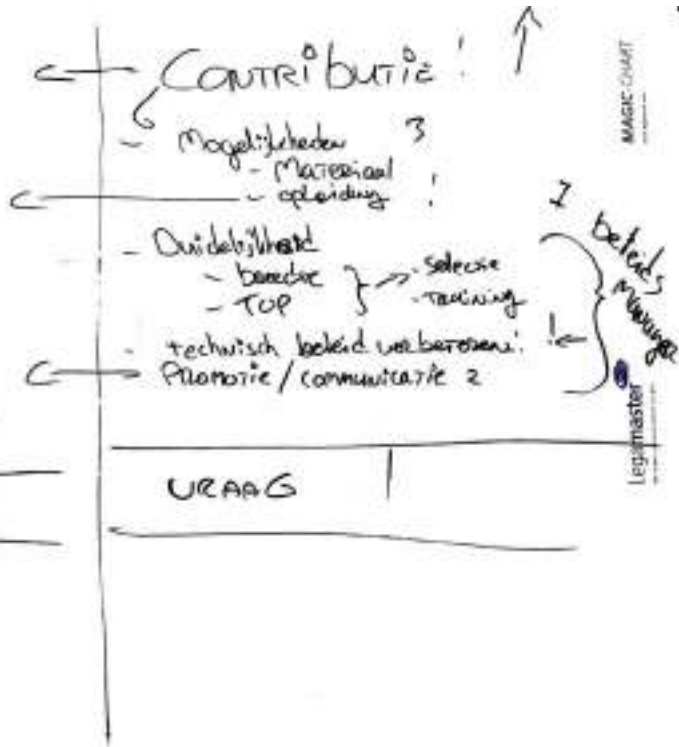 CONTRIBUTIE !
- Mogelijkheden 3
- Materiaal
- opleiding !
- Duidelijkheid
- breedte - Selectie
- TOP - Training
- technisch beleid verbeteren! !
Promotie / communicatie 2
1 beleids Manager
VRAAG
MAGIC CHART
Legamaster